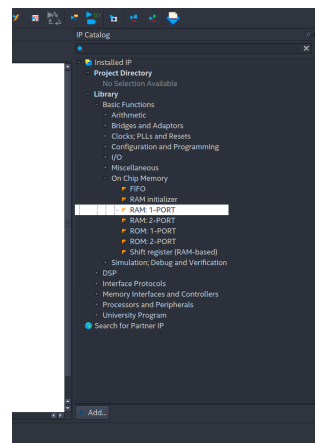 IP Catalog
Installed IP
Project Directory
No Selection Available
Library
Basic Functions
Arithmetic
Bridges and Adaptors
Clocks; PLLs and Resets
Configuration and Programming
I/O
Miscellaneous
On Chip Memory
FIFO
RAM initializer
RAM: 1-PORT
RAM: 2-PORT
ROM: 1-PORT
ROM: 2-PORT
Shift register (RAM-based)
Simulation; Debug and Verification
DSP
Interface Protocols
Memory Interfaces and Controllers
Processors and Peripherals
University Program
Search for Partner IP
Add...